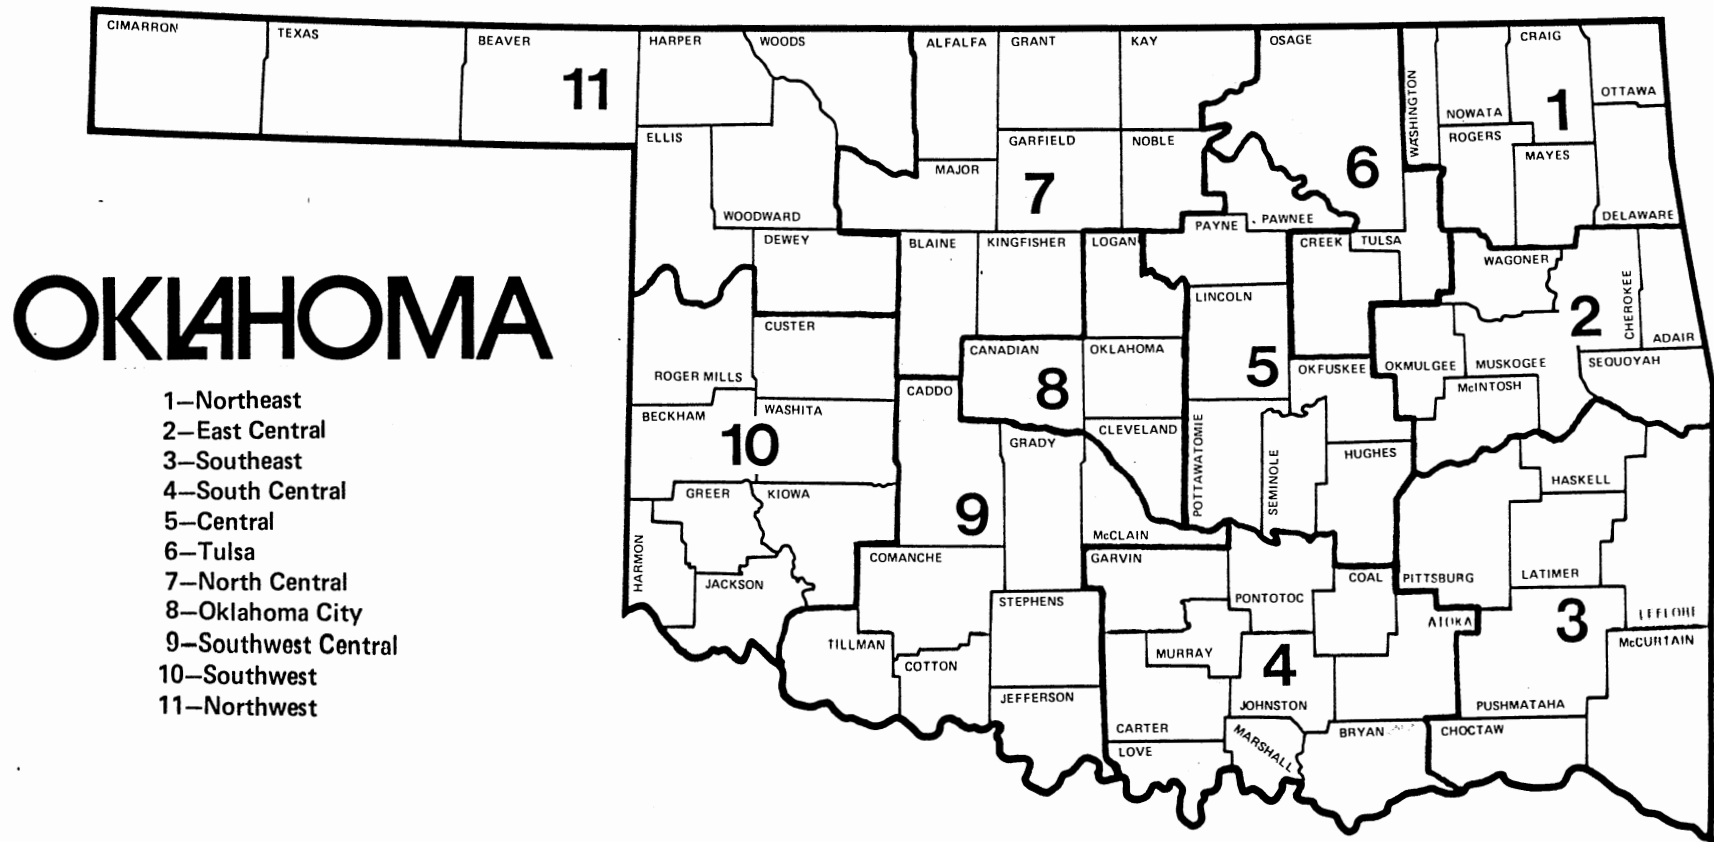 CIMARRON
TEXAS
BEAVER
HARPER
WOODS
ALFALFA
GRANT
KAY
OSAGE
WASHINGTON
NOWATA
CRAIG
OTTAWA
11
1
ELLIS
WOODWARD
MAJOR
GARFIELD
NOBLE
6
ROGERS
MAYES
DELAWARE
7
DEWEY
BLAINE
KINGFISHER
LOGAN
PAYNE
PAWNEE
CREEK
TULSA
WAGONER
CHEROKEE
ADAIR
OKLAHOMA
1—Northeast
2—East Central
3—Southeast
4—South Central
5—Central
6—Tulsa
7—North Central
8—Oklahoma City
9—Southwest Central
10—Southwest
11—Northwest
ROGER MILLS
CUSTER
CANADIAN
OKLAHOMA
LINCOLN
2
8
5
OKFUSKEE
OKMULGEE
MUSKOGEE
McINTOSH
SEQUOYAH
BECKHAM
WASHITA
CADDO
10
GRADY
CLEVELAND
POTTAWATOMIE
SEMINOLE
HUGHES
HASKELL
GREER
KIOWA
9
McCLAIN
HARMON
JACKSON
COMANCHE
GARVIN
PONTOTOC
COAL
PITTSBURG
LATIMER
LEFLORE
STEPHENS
ATOKA
3
McCURTAIN
TILLMAN
COTTON
MURRAY
4
JEFFERSON
JOHNSTON
PUSHMATAHA
CARTER
LOVE
MARSHALL
BRYAN
CHOCTAW